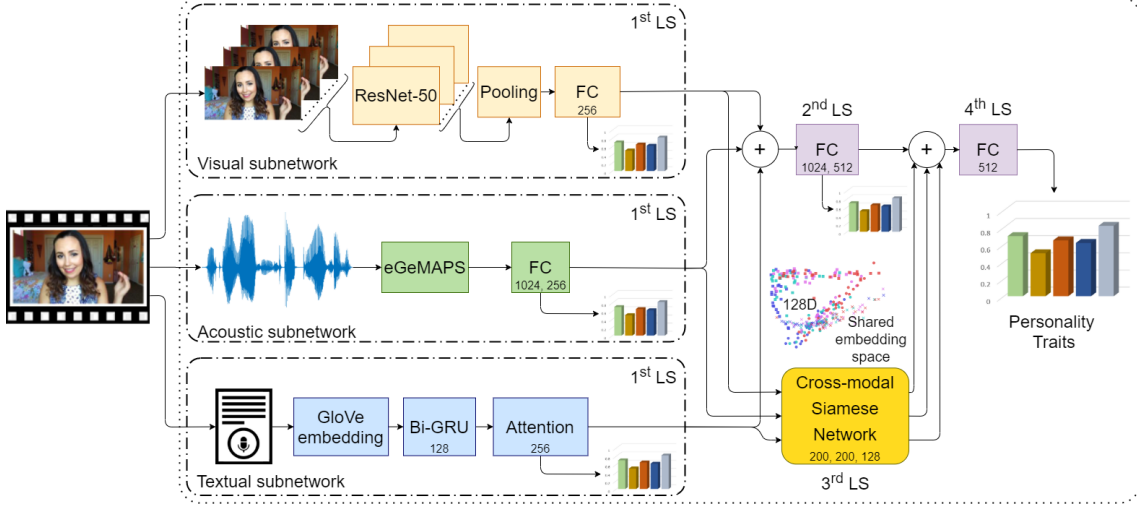 1st LS
ResNet-50
Pooling
FC
256
Visual subnetwork
1st LS
eGeMAPS
FC
1024, 256
Acoustic subnetwork
1st LS
GloVe
embedding
Bi-GRU
128
Attention
256
Textual subnetwork
+
2nd LS
FC
1024, 512
+
4th LS
FC
512
128D
Shared
embedding
space
Cross-modal
Siamese
Network
200, 200, 128
3rd LS
1
0.8
0.6
0.4
0.2
0
Personality
Traits